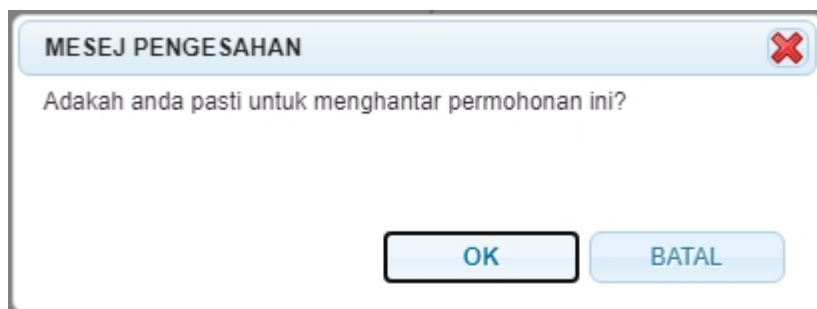 MESEJ PENGESAHAN
Adakah anda pasti untuk menghantar permohonan ini?
OK
BATAL